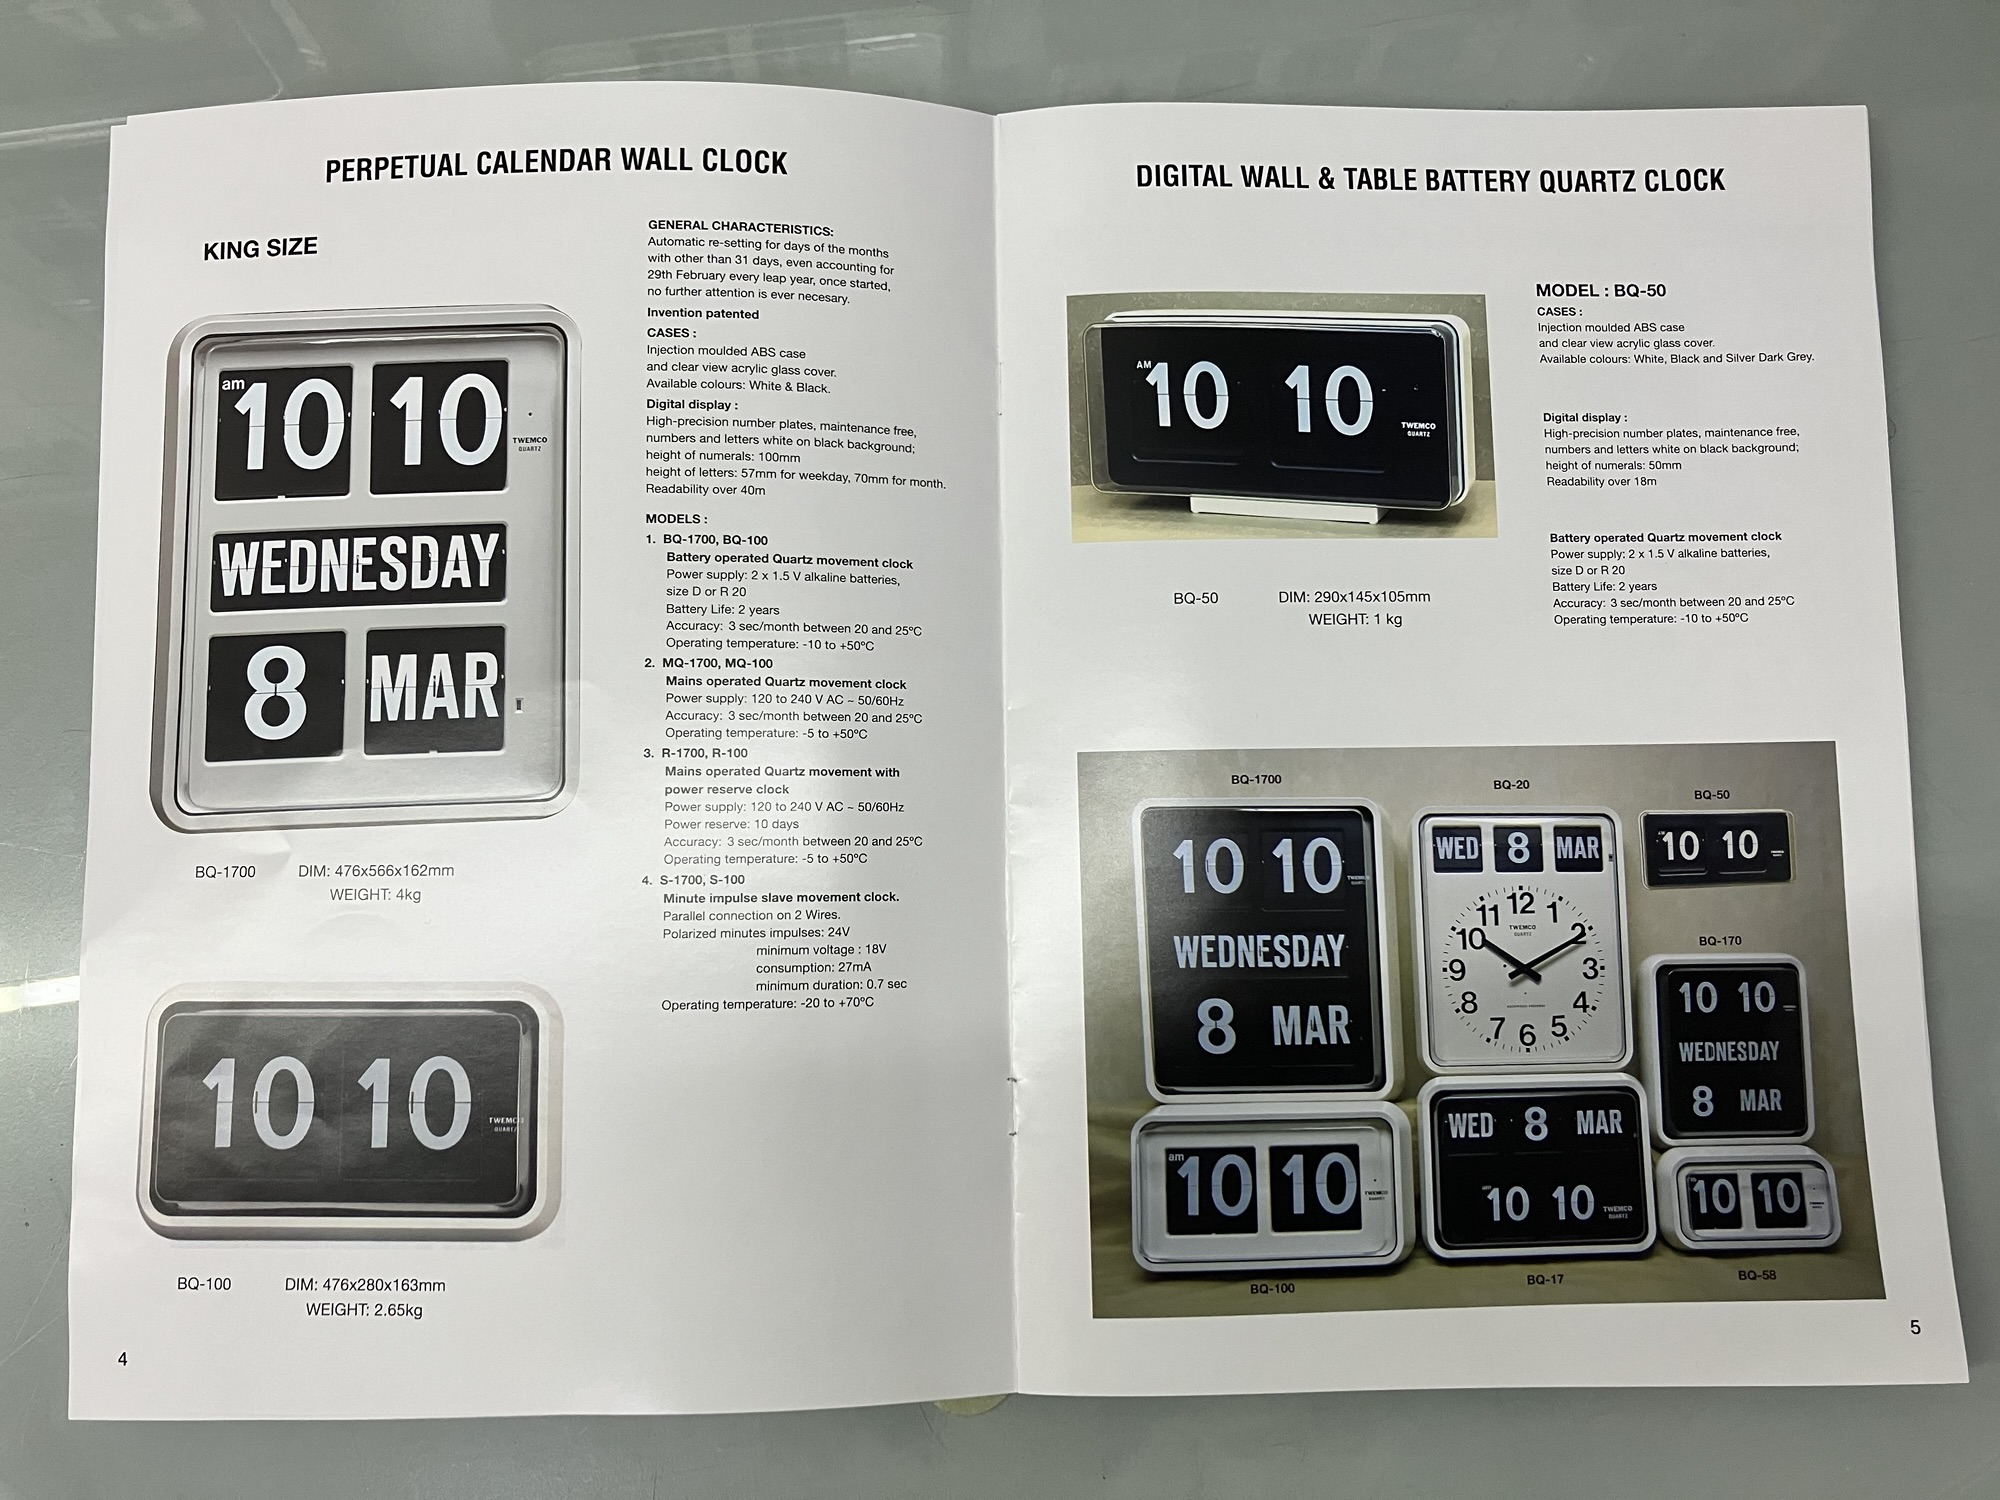 PERPETUAL CALENDAR WALL CLOCK
KING SIZE
am 10 10
TWEMCO
QUARTZ
WEDNESDAY
8 MAR
BQ-1700 DIM: 476x566x162mm
WEIGHT: 4kg
10 10
TWEMCO
QUARTZ
BQ-100 DIM: 476x280x163mm
WEIGHT: 2.65kg
GENERAL CHARACTERISTICS:
Automatic re-setting for days of the months
with other than 31 days, even accounting for
29th February every leap year, once started,
no further attention is ever necesary.
Invention patented
CASES :
Injection moulded ABS case
and clear view acrylic glass cover.
Available colours: White & Black.
Digital display :
High-precision number plates, maintenance free,
numbers and letters white on black background;
height of numerals: 100mm
height of letters: 57mm for weekday, 70mm for month.
Readability over 40m
MODELS :
1. BQ-1700, BQ-100
Battery operated Quartz movement clock
Power supply: 2 x 1.5 V alkaline batteries,
size D or R 20
Battery Life: 2 years
Accuracy: 3 sec/month between 20 and 25ºC
Operating temperature: -10 to +50ºC
2. MQ-1700, MQ-100
Mains operated Quartz movement clock
Power supply: 120 to 240 V AC ~ 50/60Hz
Accuracy: 3 sec/month between 20 and 25ºC
Operating temperature: -5 to +50ºC
3. R-1700, R-100
Mains operated Quartz movement with
power reserve clock
Power supply: 120 to 240 V AC ~ 50/60Hz
Power reserve: 10 days
Accuracy: 3 sec/month between 20 and 25ºC
Operating temperature: -5 to +50ºC
4. S-1700, S-100
Minute impulse slave movement clock.
Parallel connection on 2 Wires.
Polarized minutes impulses: 24V
minimum voltage : 18V
consumption: 27mA
minimum duration: 0.7 sec
Operating temperature: -20 to +70ºC
4
DIGITAL WALL & TABLE BATTERY QUARTZ CLOCK
AM 10 10
TWEMCO
QUARTZ
BQ-50 DIM: 290x145x105mm
WEIGHT: 1 kg
MODEL : BQ-50
CASES :
Injection moulded ABS case
and clear view acrylic glass cover.
Available colours: White, Black and Silver Dark Grey.
Digital display :
High-precision number plates, maintenance free,
numbers and letters white on black background;
height of numerals: 50mm
Readability over 18m
Battery operated Quartz movement clock
Power supply: 2 x 1.5 V alkaline batteries,
size D or R 20
Battery Life: 2 years
Accuracy: 3 sec/month between 20 and 25ºC
Operating temperature: -10 to +50ºC
BQ-1700
10 10
WEDNESDAY
8 MAR
BQ-20
WED 8 MAR
12 1 2 3 4 5 6 7 8 9 10 11
TWEMCO
QUARTZ
BQ-50
10 10
BQ-170
10 10
WEDNESDAY
8 MAR
am 10 10
TWEMCO
BQ-100
WED 8 MAR
10 10
TWEMCO
QUARTZ
BQ-17
10 10
BQ-58
5